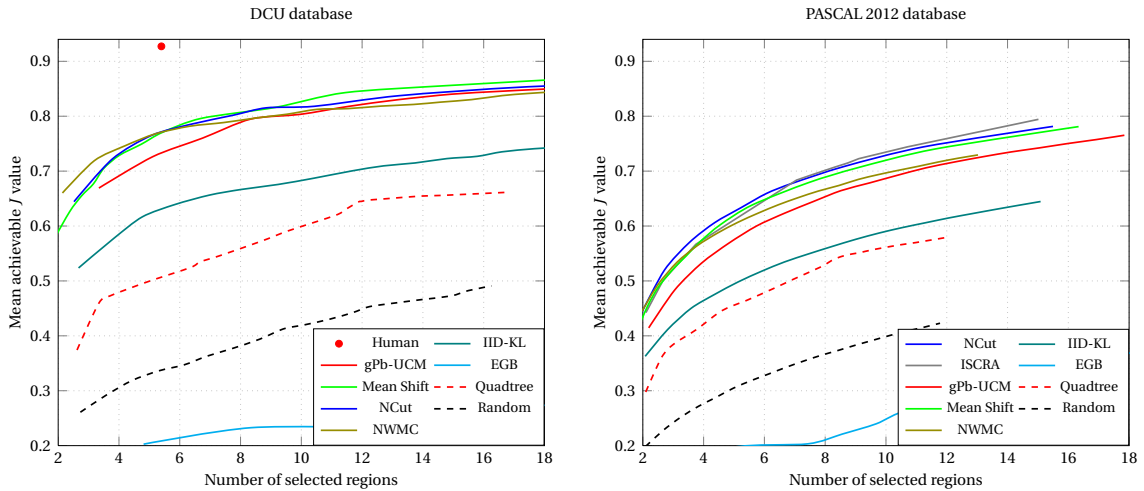 DCU database
Mean achievable J value
0.9
0.8
0.7
0.6
0.5
0.4
0.3
0.2
2 4 6 8 10 12 14 16 18
Number of selected regions
Human IID-KL
gPb-UCM EGB
Mean Shift Quadtree
NCut Random
NWMC
PASCAL 2012 database
Mean achievable J value
0.9
0.8
0.7
0.6
0.5
0.4
0.3
0.2
2 4 6 8 10 12 14 16 18
Number of selected regions
NCut IID-KL
ISCRA EGB
gPb-UCM Quadtree
Mean Shift Random
NWMC